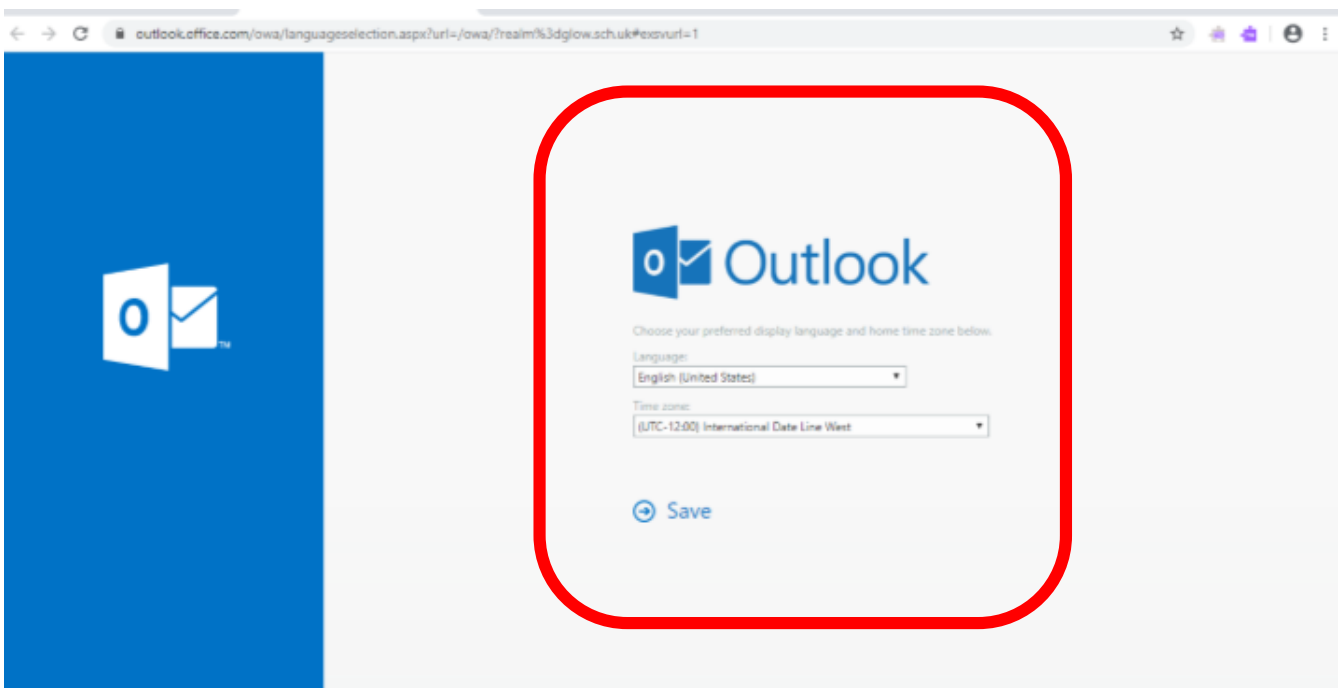 outlook.office.com/owa/languageselection.aspx?url=/owa/?realm%3dglow.sch.uk#exsvurl=1
O
TM
O Outlook
Choose your preferred display language and home time zone below.
Language:
English (United States)
Time zone:
(UTC-12:00) International Date Line West
Save